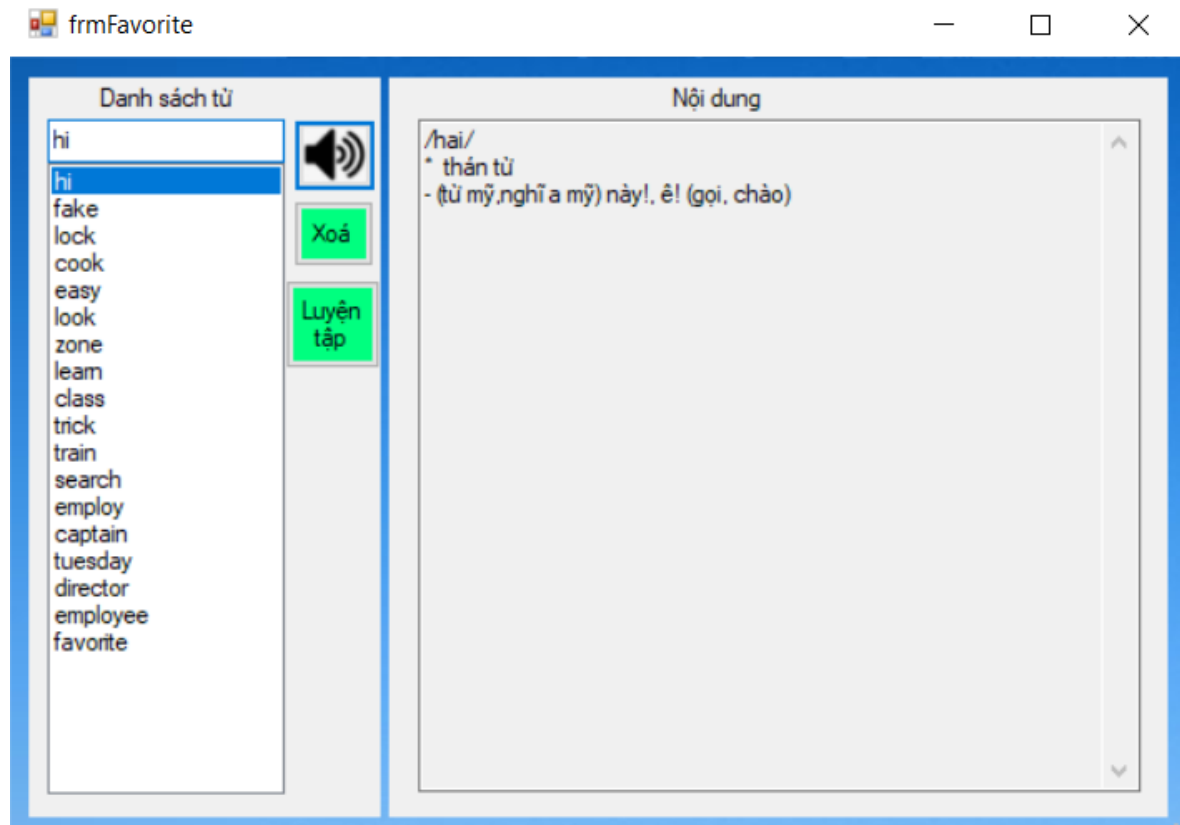 frmFavorite
Danh sách từ
hi
hi
fake
lock
cook
easy
look
zone
learn
class
trick
train
search
employ
captain
tuesday
director
employee
favorite
Xoá
Luyện
tập
Nội dung
/hai/
* thán từ
- (từ mỹ,nghĩ a mỹ) này!, ê! (gọi, chào)